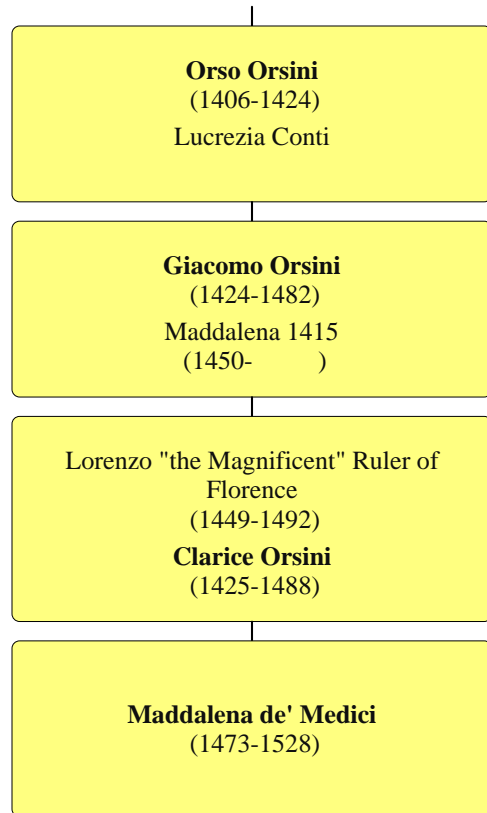 Orso Orsini
(1406-1424)
Lucrezia Conti
Giacomo Orsini
(1424-1482)
Maddalena 1415
(1450-          )
Lorenzo "the Magnificent" Ruler of
Florence
(1449-1492)
Clarice Orsini
(1425-1488)
Maddalena de' Medici
(1473-1528)